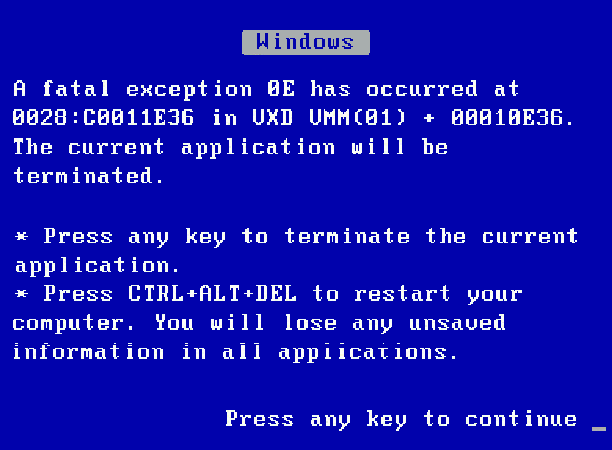 Windows
A fatal exception 0E has occurred at
0028:C0011E36 in VXD VMM(01) + 00010E36.
The current application will be
terminated.
* Press any key to terminate the current
application.
* Press CTRL+ALT+DEL to restart your
computer. You will lose any unsaved
information in all applications.
Press any key to continue _